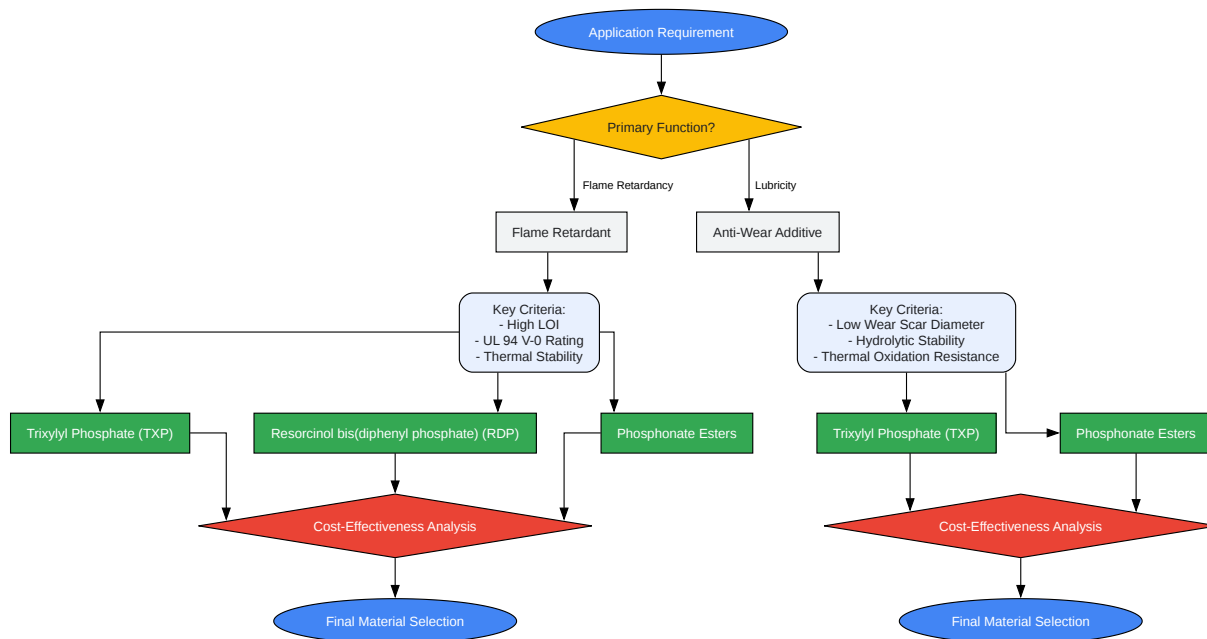 Application Requirement
Primary Function?
Flame Retardancy
Lubricity
Flame Retardant
Anti-Wear Additive
Key Criteria:
- High LOI
- UL 94 V-0 Rating
- Thermal Stability
Key Criteria:
- Low Wear Scar Diameter
- Hydrolytic Stability
- Thermal Oxidation Resistance
Trixylyl Phosphate (TXP)
Resorcinol bis(diphenyl phosphate) (RDP)
Phosphonate Esters
Trixylyl Phosphate (TXP)
Phosphonate Esters
Cost-Effectiveness Analysis
Cost-Effectiveness Analysis
Final Material Selection
Final Material Selection